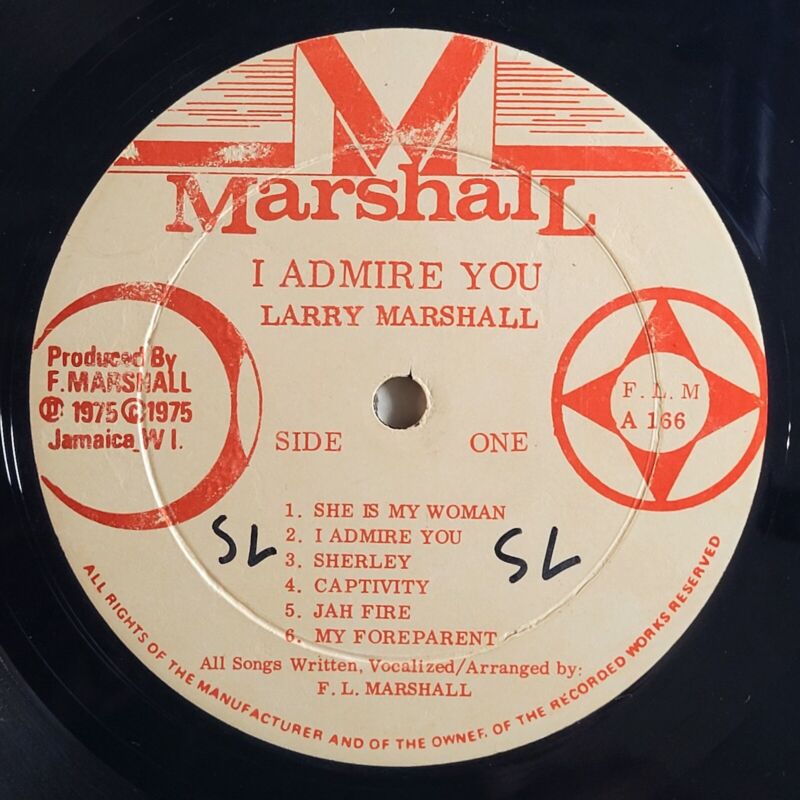 M
Marshall
I ADMIRE YOU
LARRY MARSHALL
Produced By
F. MARSHALL
℗ 1975 © 1975
Jamaica, W I.
F. L. M
A 166
SIDE ONE
1. SHE IS MY WOMAN
2. I ADMIRE YOU
3. SHERLEY
4. CAPTIVITY
5. JAH FIRE
6. MY FOREPARENT
SL
SL
All Songs Written, Vocalized/Arranged by:
F. L. MARSHALL
ALL RIGHTS OF THE MANUFACTURER AND OF THE OWNER. OF THE RECORDED WORKS RESERVED